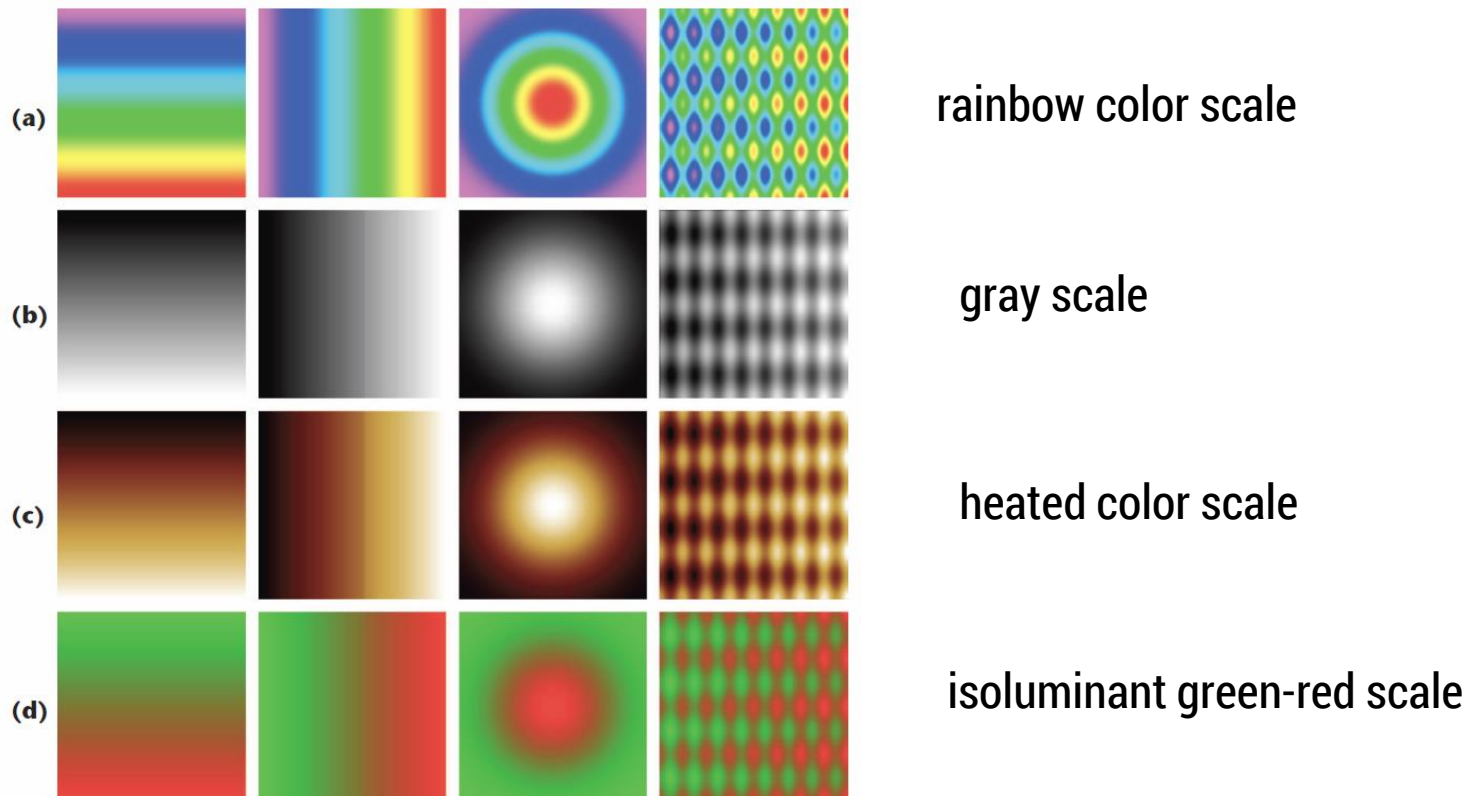 (a)
rainbow color scale
(b)
gray scale
(c)
heated color scale
(d)
isoluminant green-red scale